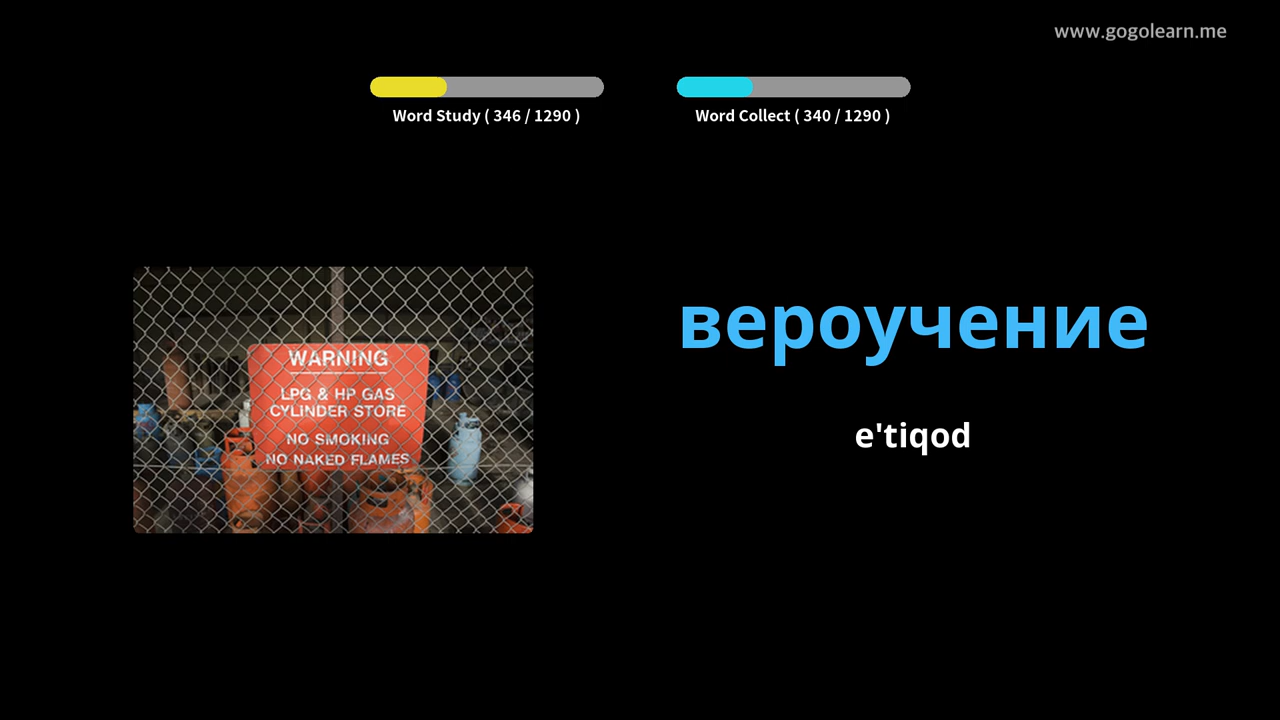 www.gogolearn.me
Word Study ( 346 / 1290 )
Word Collect ( 340 / 1290 )
WARNING
LPG & HP GAS
CYLINDER STORE
NO SMOKING
NO NAKED FLAMES
вероучение
e'tiqod